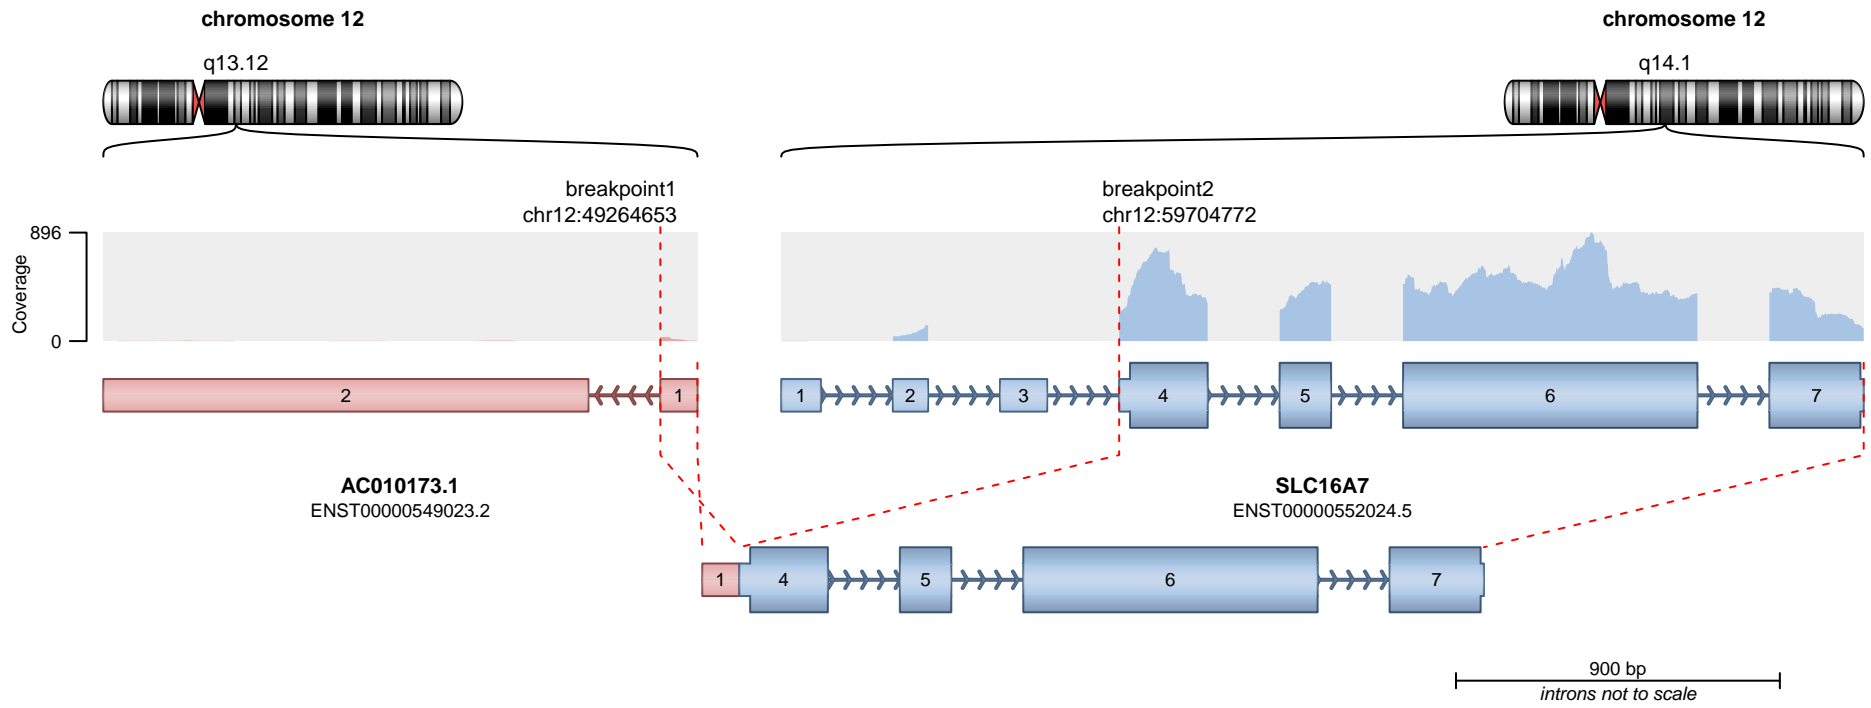 chromosome 12
chromosome 12
q13.12
q14.1
breakpoint1
chr12:49264653
breakpoint2
chr12:59704772
896
0
Coverage
2
1
1
2
3
4
5
6
7
AC010173.1
ENST00000549023.2
SLC16A7
ENST00000552024.5
1
4
5
6
7
900 bp
introns not to scale